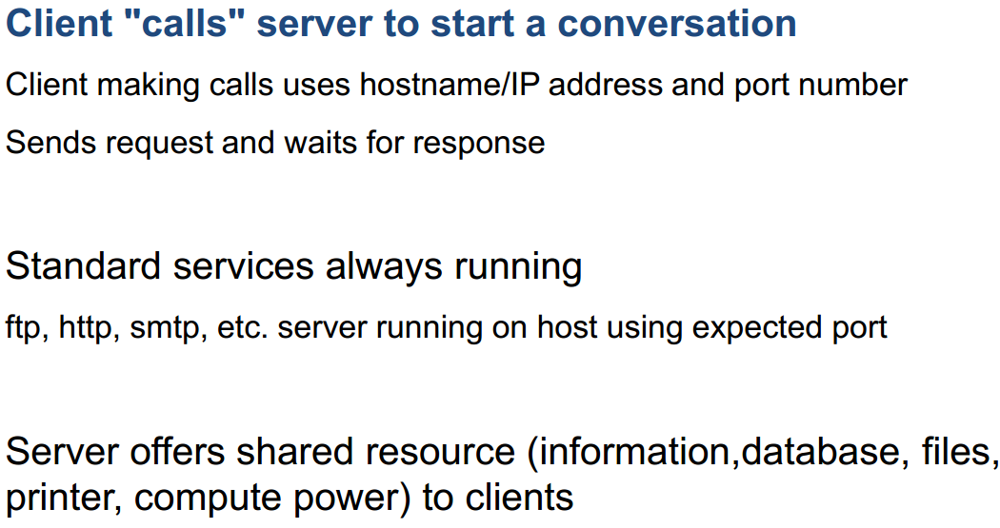 Client "calls" server to start a conversation
Client making calls uses hostname/IP address and port number
Sends request and waits for response
Standard services always running
ftp, http, smtp, etc. server running on host using expected port
Server offers shared resource (information,database, files,
printer, compute power) to clients